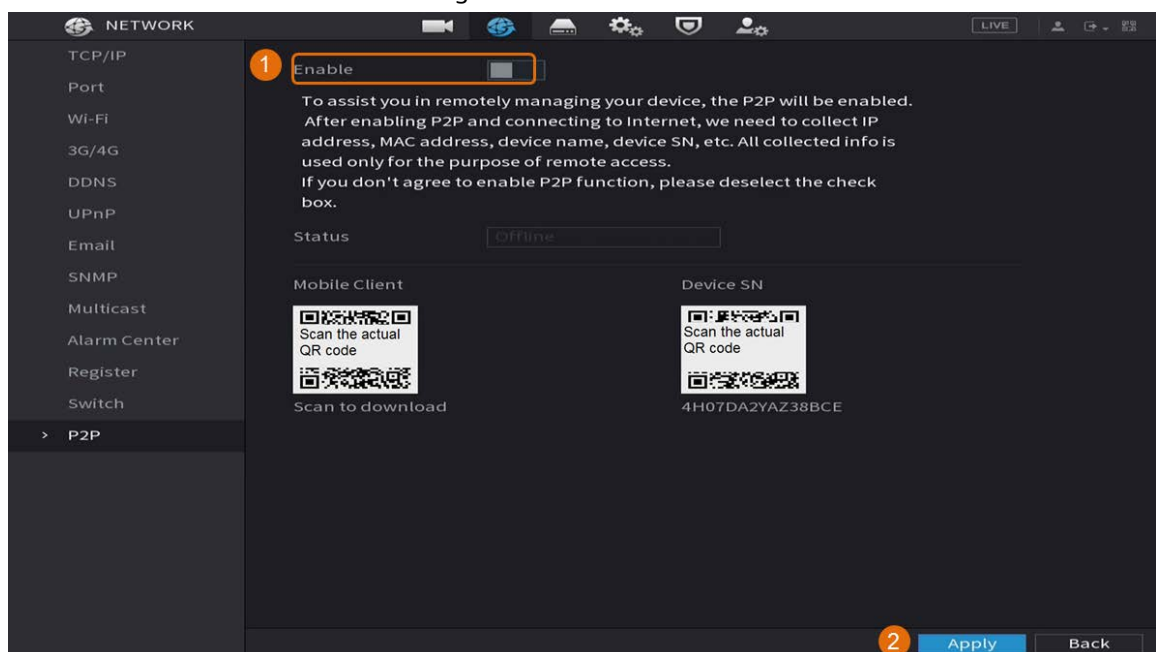 NETWORK
LIVE
TCP/IP
Port
Wi-Fi
3G/4G
DDNS
UPnP
Email
SNMP
Multicast
Alarm Center
Register
Switch
> P2P
1
Enable
To assist you in remotely managing your device, the P2P will be enabled.
After enabling P2P and connecting to Internet, we need to collect IP
address, MAC address, device name, device SN, etc. All collected info is
used only for the purpose of remote access.
If you don't agree to enable P2P function, please deselect the check
box.
Status
Offline
Mobile Client
Scan the actual
QR code
Scan to download
Device SN
Scan the actual
QR code
4H07DA2YAZ38BCE
2
Apply
Back